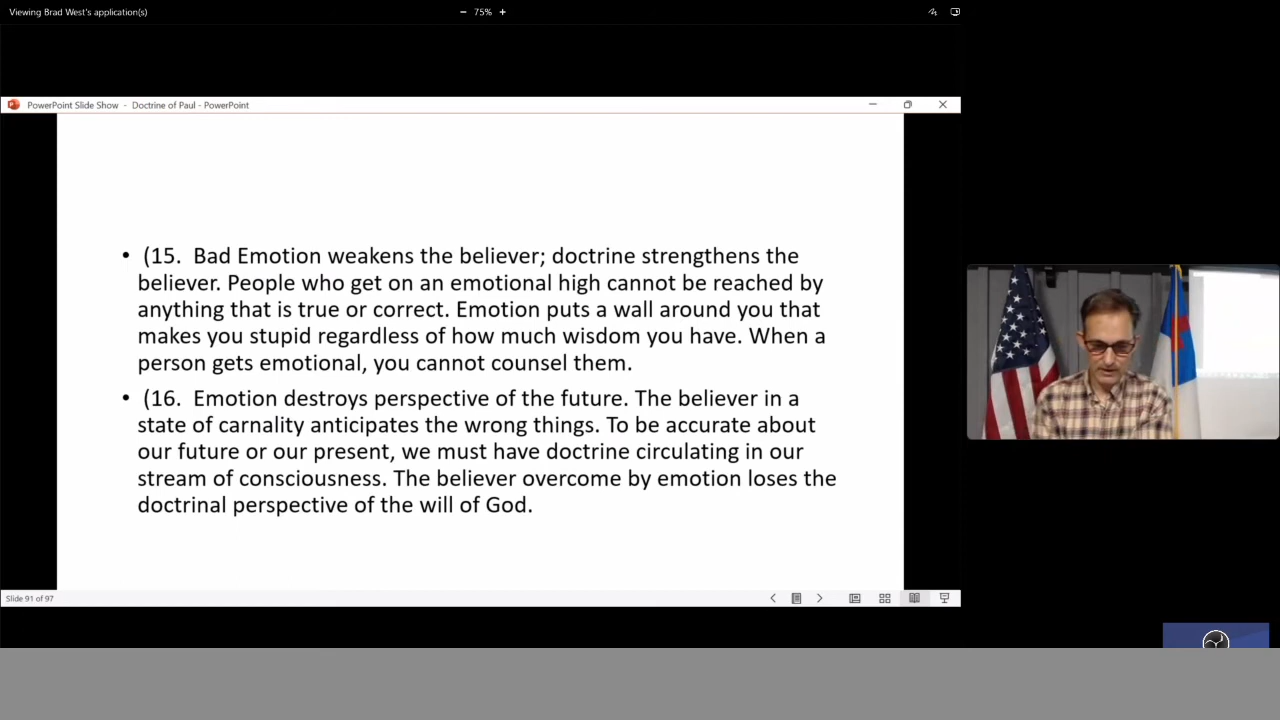 Viewing Brad West's application(s)
− 75% +
PowerPoint Slide Show - Doctrine of Paul - PowerPoint
• (15. Bad Emotion weakens the believer; doctrine strengthens the
believer. People who get on an emotional high cannot be reached by
anything that is true or correct. Emotion puts a wall around you that
makes you stupid regardless of how much wisdom you have. When a
person gets emotional, you cannot counsel them.
• (16. Emotion destroys perspective of the future. The believer in a
state of carnality anticipates the wrong things. To be accurate about
our future or our present, we must have doctrine circulating in our
stream of consciousness. The believer overcome by emotion loses the
doctrinal perspective of the will of God.
Slide 91 of 97